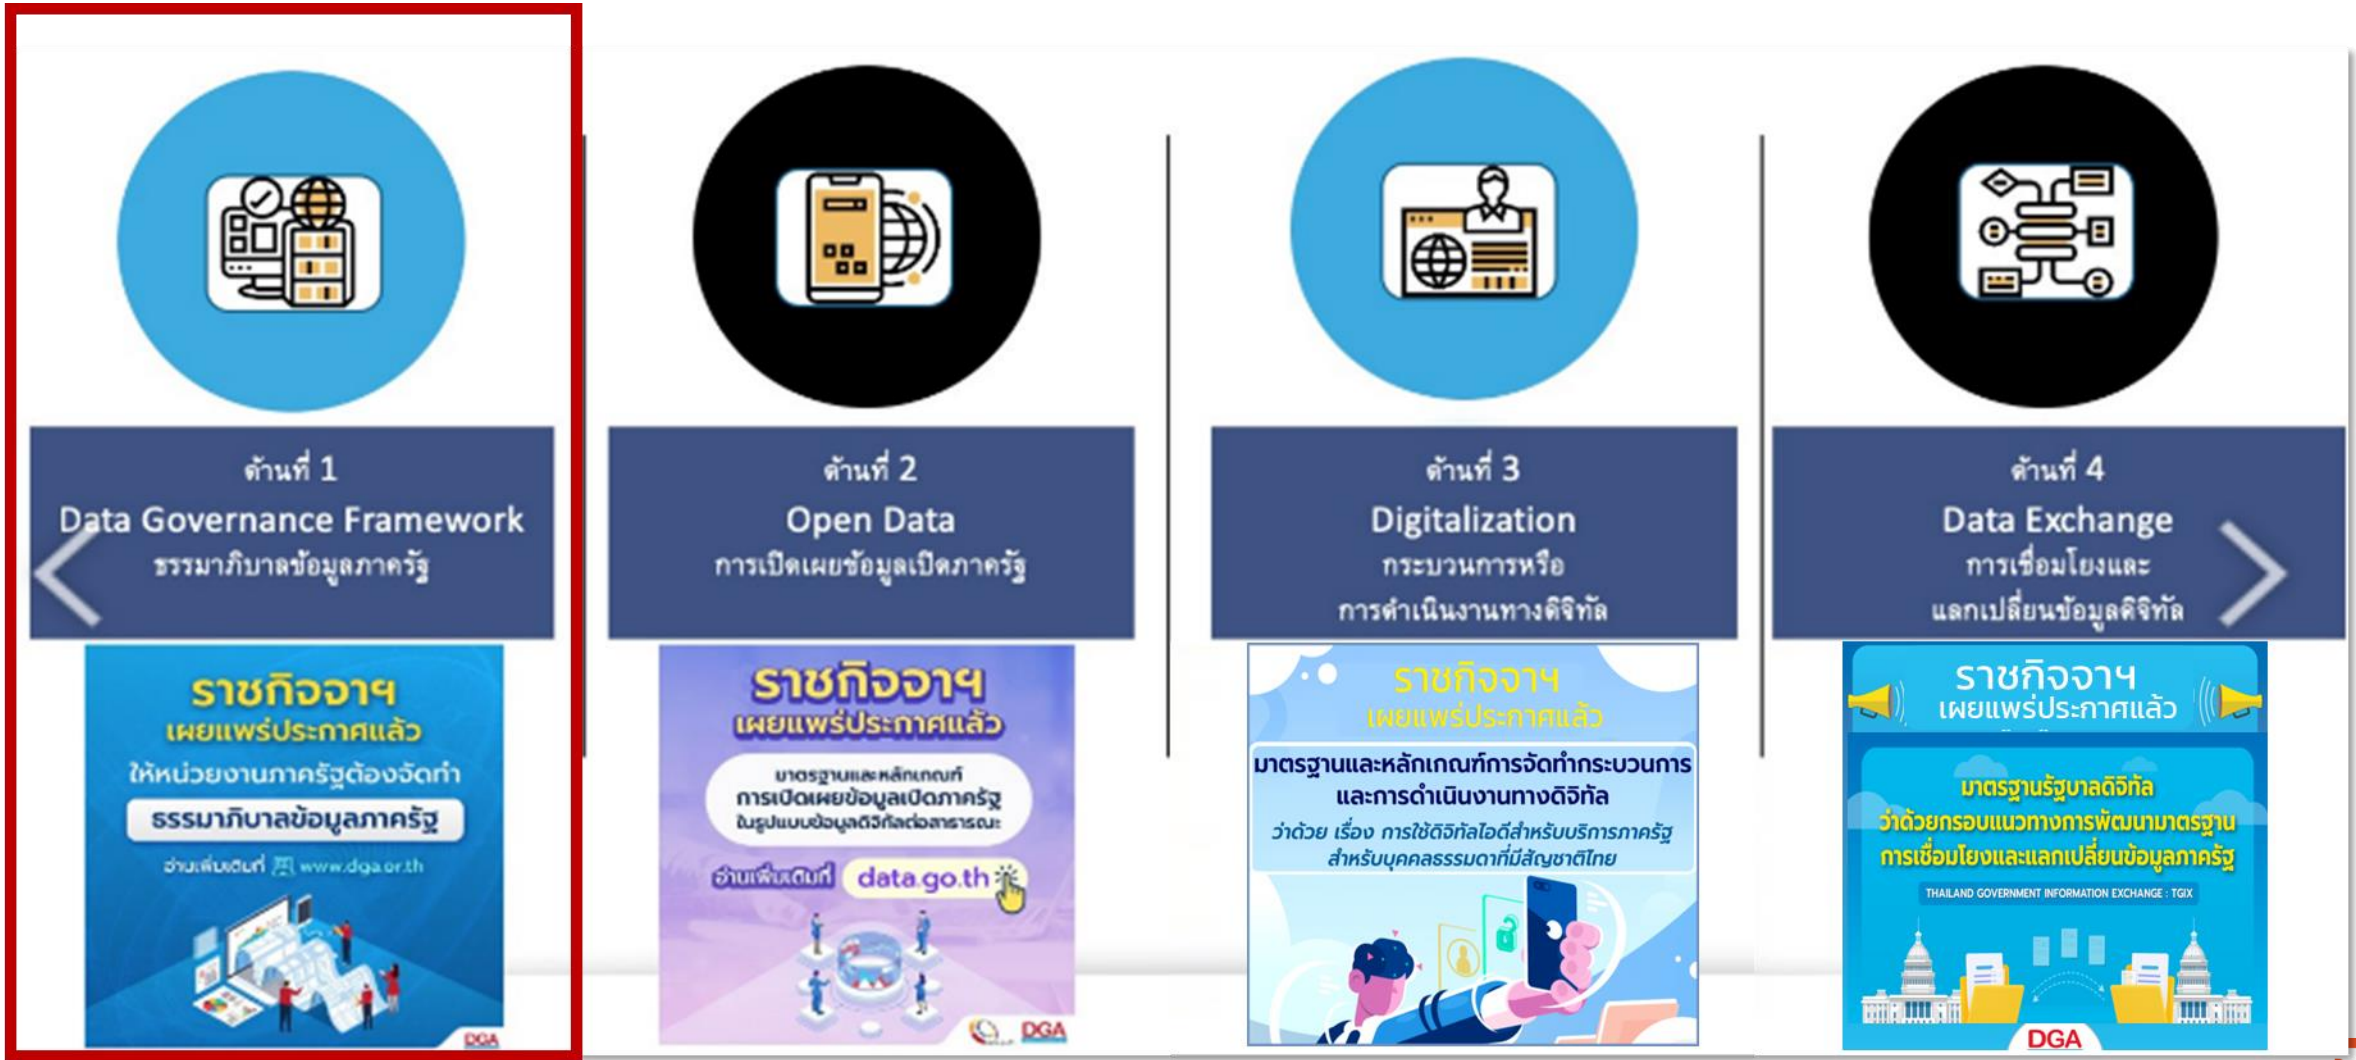 ด้านที่ 1
Data Governance Framework
ธรรมาภิบาลข้อมูลภาครัฐ
ราชกิจจาฯ
เผยแพร่ประกาศแล้ว
ให้หน่วยงานภาครัฐต้องจัดทำ
ธรรมาภิบาลข้อมูลภาครัฐ
อ่านเพิ่มเติมที่ www.dga.or.th
DGA
ด้านที่ 2
Open Data
การเปิดเผยข้อมูลเปิดภาครัฐ
ราชกิจจาฯ
เผยแพร่ประกาศแล้ว
มาตรฐานและหลักเกณฑ์
การเปิดเผยข้อมูลเปิดภาครัฐ
ในรูปแบบข้อมูลดิจิทัลต่อสาธารณะ
อ่านเพิ่มเติมที่ data.go.th
DGA
ด้านที่ 3
Digitalization
กระบวนการหรือ
การดำเนินงานทางดิจิทัล
ราชกิจจาฯ
เผยแพร่ประกาศแล้ว
มาตรฐานและหลักเกณฑ์การจัดทำกระบวนการ
และการดำเนินงานทางดิจิทัล
ว่าด้วย เรื่อง การใช้ดิจิทัลไอดีสำหรับบริการภาครัฐ
สำหรับบุคคลธรรมดาที่มีสัญชาติไทย
ด้านที่ 4
Data Exchange
การเชื่อมโยงและ
แลกเปลี่ยนข้อมูลดิจิทัล
ราชกิจจาฯ
เผยแพร่ประกาศแล้ว
มาตรฐานรัฐบาลดิจิทัล
ว่าด้วยกรอบแนวทางการพัฒนามาตรฐาน
การเชื่อมโยงและแลกเปลี่ยนข้อมูลภาครัฐ
THAILAND GOVERNMENT INFORMATION EXCHANGE : TGIX
DGA